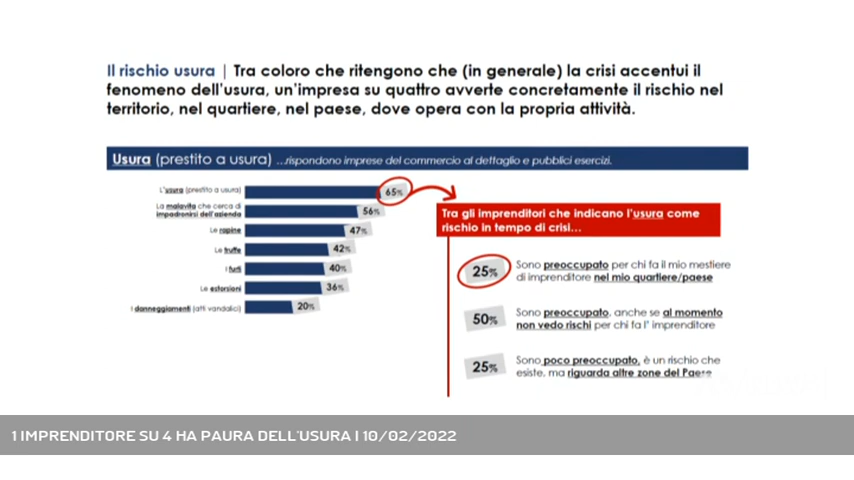 Il rischio usura | Tra coloro che ritengono che (in generale) la crisi accentui il
fenomeno dell'usura, un'impresa su quattro avverte concretamente il rischio nel
territorio, nel quartiere, nel paese, dove opera con la propria attività.
Usura (prestito a usura) ...rispondono imprese del commercio al dettaglio e pubblici esercizi.
L'usura (prestito a usura) 65%
La malavita che cerca di
impadronirsi dell'azienda 56%
Le rapine 47%
Le truffe 42%
I furti 40%
Le estorsioni 36%
I danneggiamenti (atti vandalici) 20%
Tra gli imprenditori che indicano l'usura come
rischio in tempo di crisi...
25% Sono preoccupato per chi fa il mio mestiere
di imprenditore nel mio quartiere/paese
50% Sono preoccupato, anche se al momento
non vedo rischi per chi fa l' imprenditore
25% Sono poco preoccupato, è un rischio che
esiste, ma riguarda altre zone del Paese
1 IMPRENDITORE SU 4 HA PAURA DELL'USURA | 10/02/2022